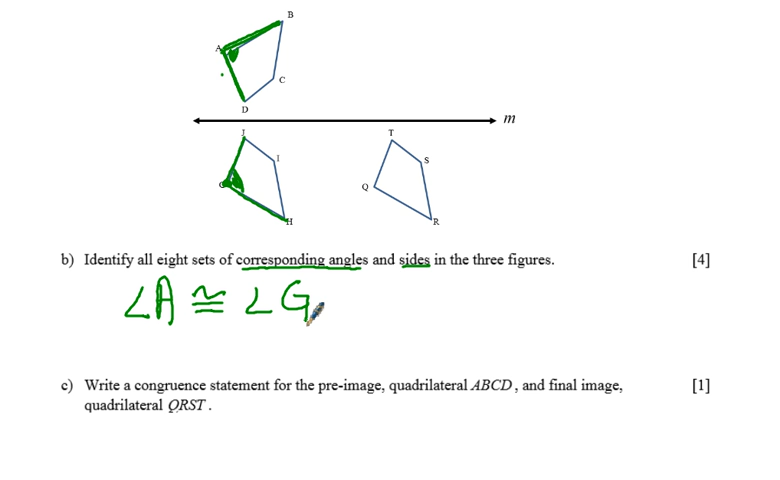 B
A
C
D
m
J
T
I
S
G
Q
H
R
b) Identify all eight sets of corresponding angles and sides in the three figures. [4]
∠A ≅ ∠G,
c) Write a congruence statement for the pre-image, quadrilateral ABCD, and final image, [1]
quadrilateral QRST.